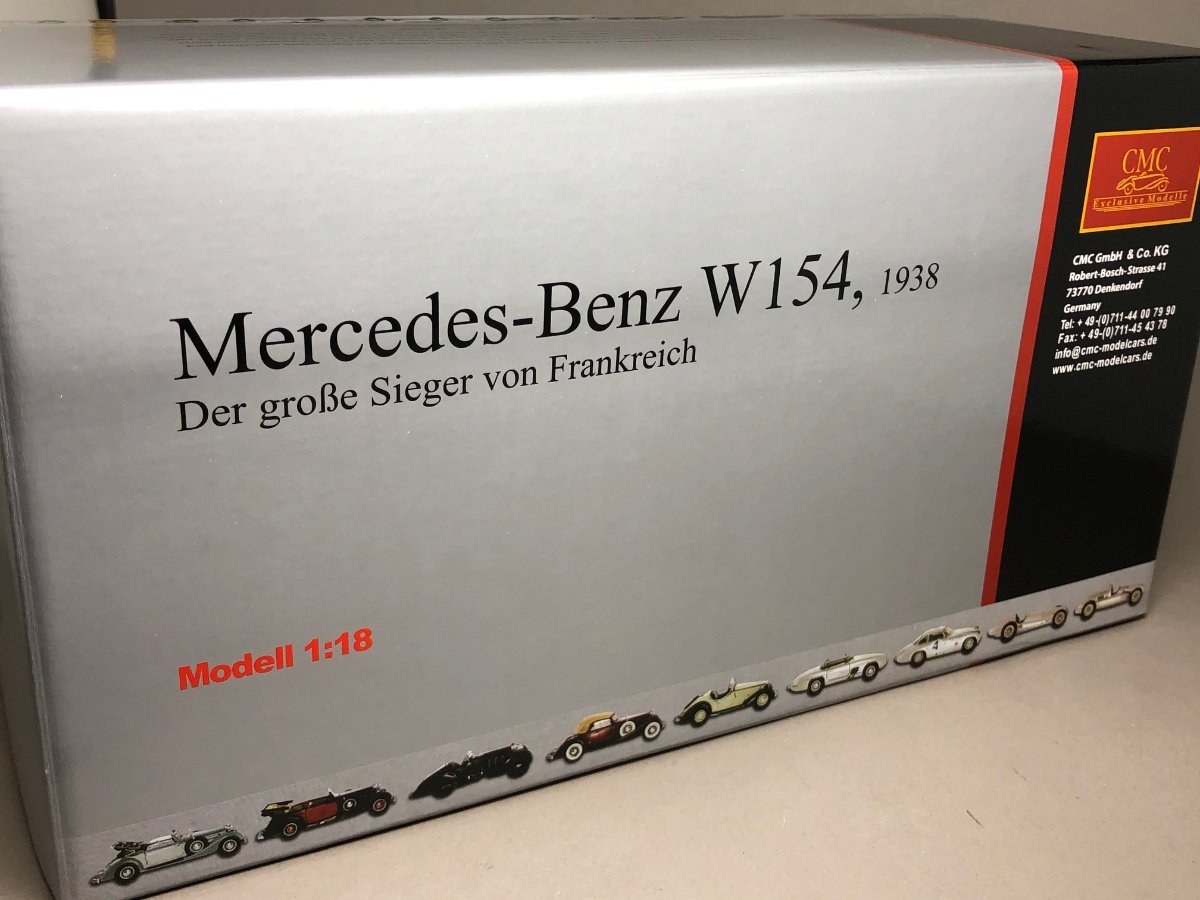 Mercedes-Benz W154, 1938
Der große Sieger von Frankreich
Modell 1:18
CMC
Exclusive Modelle
CMC GmbH & Co. KG
Robert-Bosch-Strasse 41
73770 Denkendorf
Germany
Tel: + 49-(0)711-44 00 79 90
Fax: + 49-(0)711-45 43 78
info@cmc-modelcars.de
www.cmc-modelcars.de
4